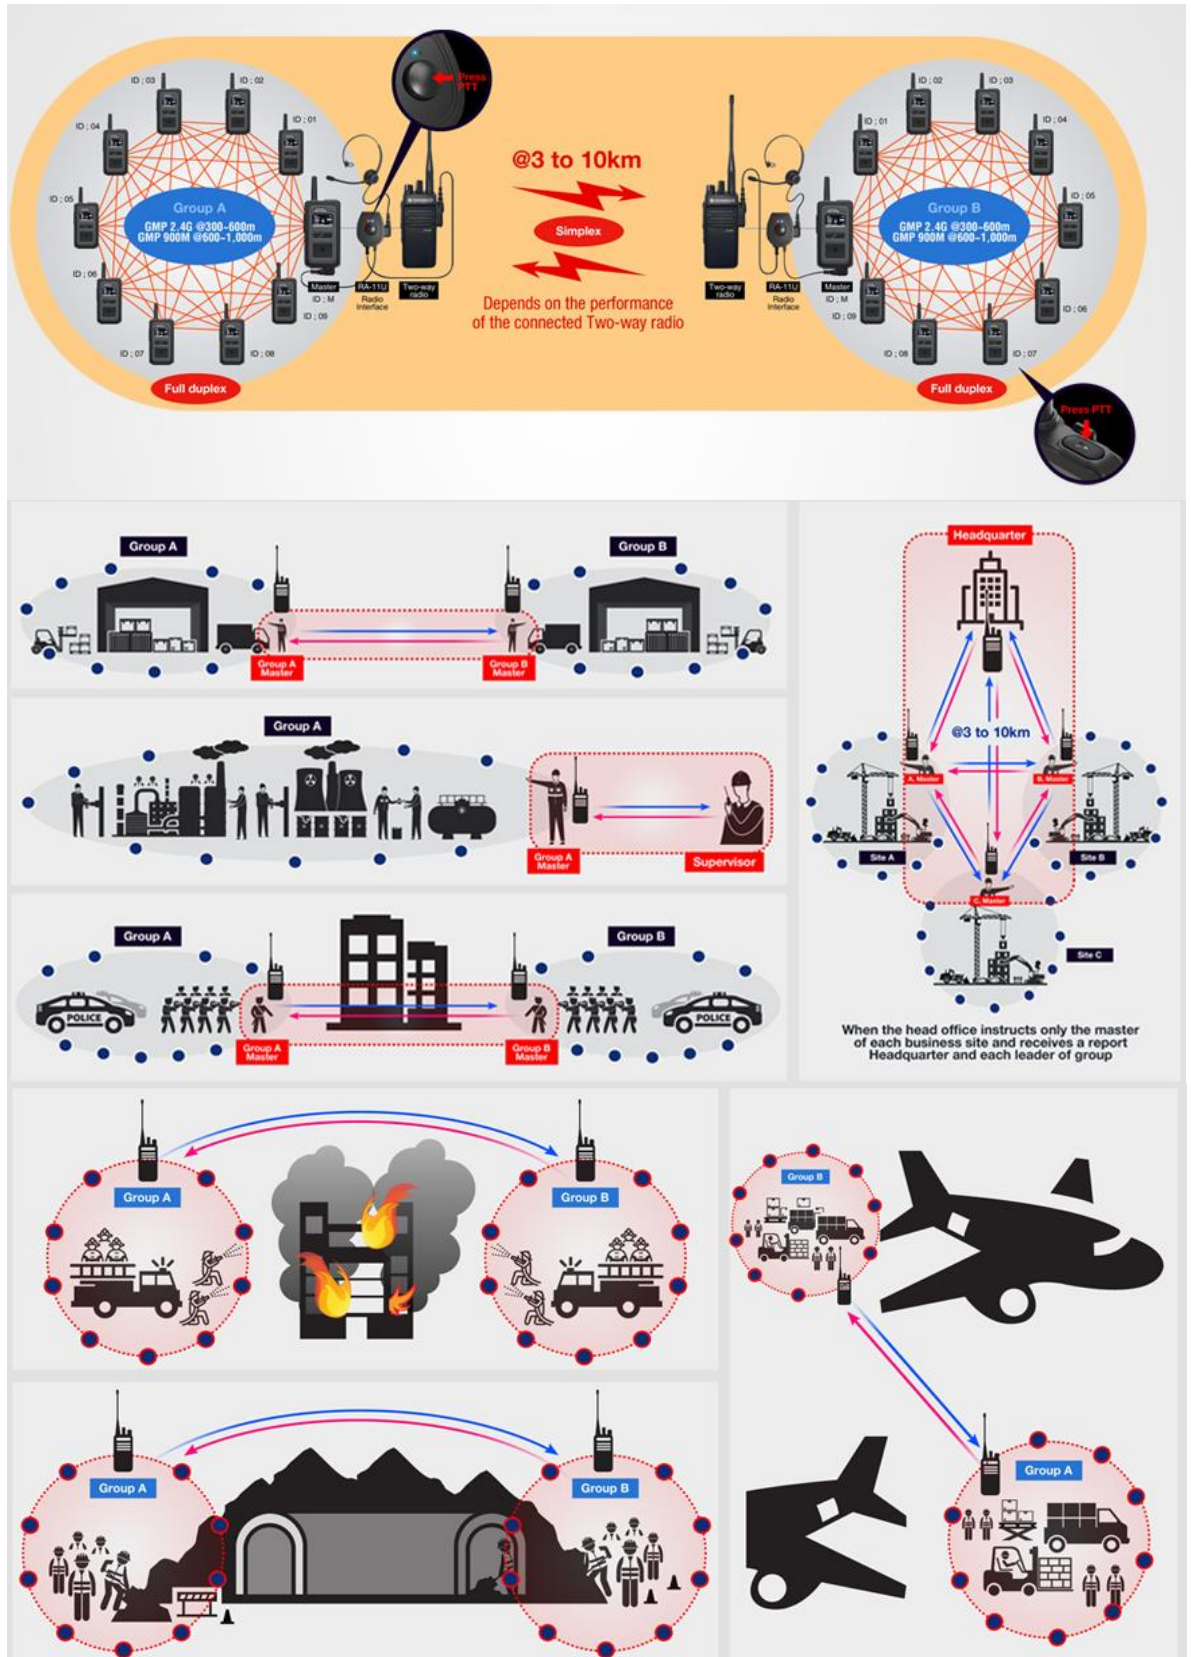 ID ; 03
ID ; 02
ID ; 04
ID ; 01
ID ; 05
ID ; 06
ID ; 07
ID ; 08
ID ; 09
Group A
GMP 2.4G @300~600m
GMP 900M @600~1,000m
Full duplex
Master
ID ; M
RA-11U
Radio
Interface
Two-way
radio
Press
PTT
@3 to 10km
Simplex
Depends on the performance
of the connected Two-way radio
Two-way
radio
RA-11U
Radio
Interface
Master
ID ; M
ID ; 02
ID ; 03
ID ; 01
ID ; 04
ID ; 05
ID ; 06
ID ; 09
ID ; 08
ID ; 07
Group B
GMP 2.4G @300~600m
GMP 900M @600~1,000m
Full duplex
Press PTT
Group A
Group B
Group A
Master
Group B
Master
Group A
Group A
Master
Supervisor
Group A
Group B
POLICE
POLICE
Group A
Master
Group B
Master
Headquarter
@3 to 10km
A. Master
B. Master
Site A
Site B
C. Master
Site C
When the head office instructs only the master
of each business site and receives a report
Headquarter and each leader of group
Group A
Group B
Group B
Group A
Group A
Group B